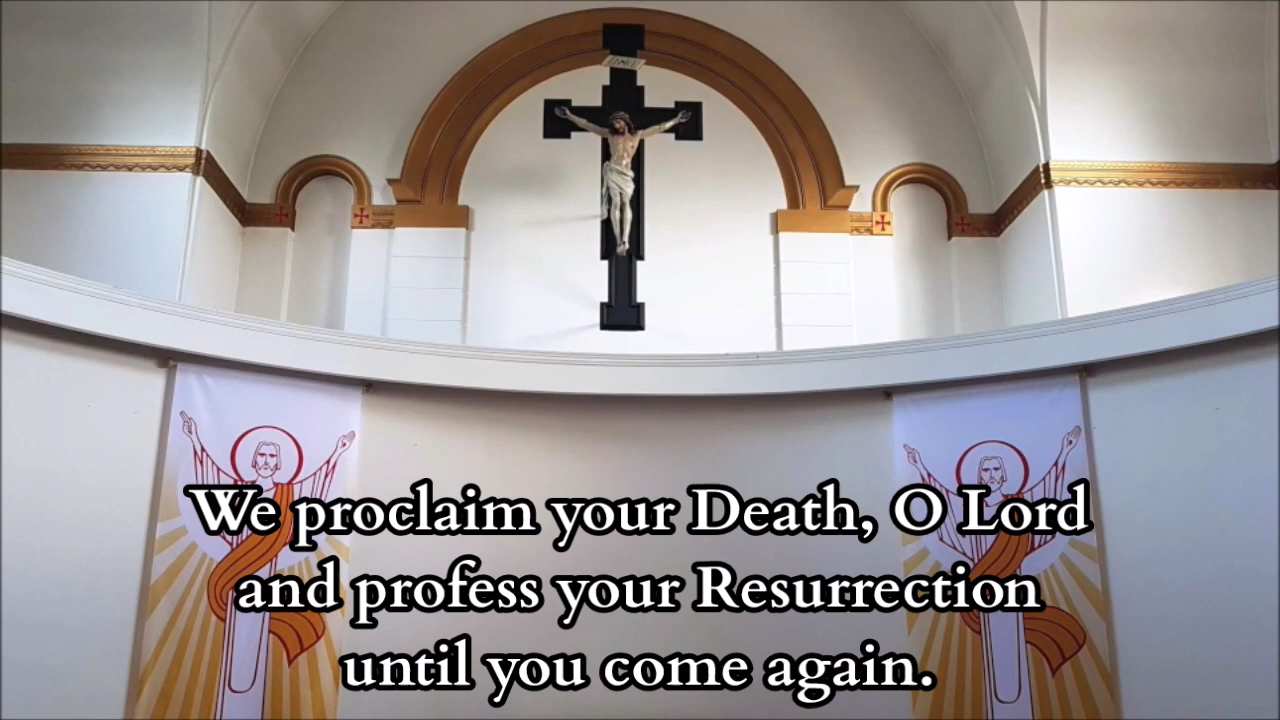 We proclaim your Death, O Lord
and profess your Resurrection
until you come again.